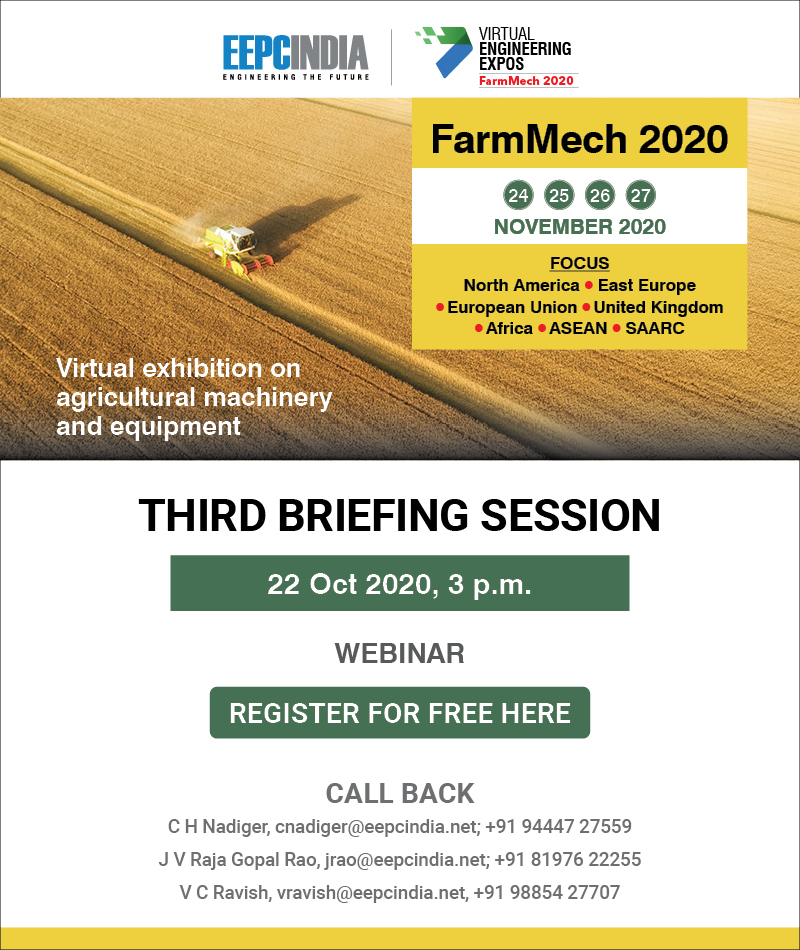 EEPCINDIA
ENGINEERING THE FUTURE
VIRTUAL
ENGINEERING
EXPOS
FarmMech 2020
FarmMech 2020
24 25 26 27
NOVEMBER 2020
FOCUS
North America • East Europe
• European Union • United Kingdom
• Africa • ASEAN • SAARC
Virtual exhibition on
agricultural machinery
and equipment
THIRD BRIEFING SESSION
22 Oct 2020, 3 p.m.
WEBINAR
REGISTER FOR FREE HERE
CALL BACK
C H Nadiger, cnadiger@eepcindia.net; +91 94447 27559
J V Raja Gopal Rao, jrao@eepcindia.net; +91 81976 22255
V C Ravish, vravish@eepcindia.net, +91 98854 27707